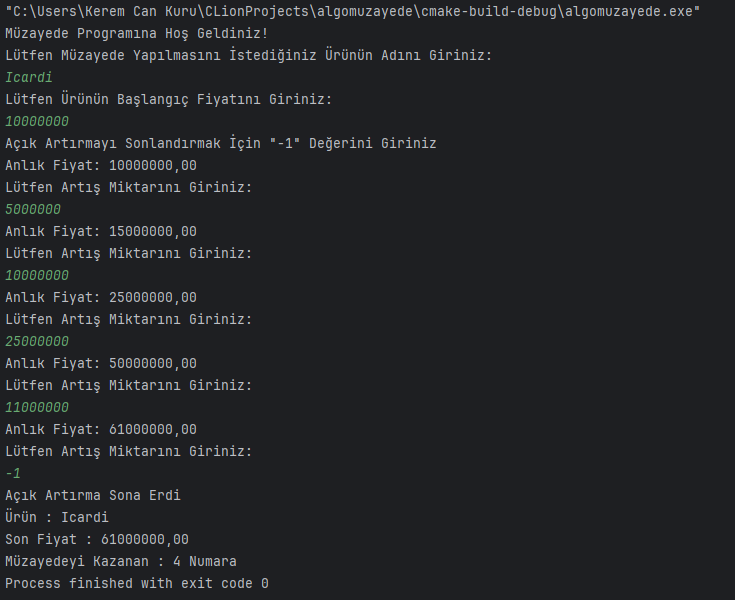 "C:\Users\Kerem Can Kuru\CLionProjects\algomuzayede\cmake-build-debug\algomuzayede.exe"
Müzayede Programına Hoş Geldiniz!
Lütfen Müzayede Yapılmasını İstediğiniz Ürünün Adını Giriniz:
Icardi
Lütfen Ürünün Başlangıç Fiyatını Giriniz:
10000000
Açık Artırmayı Sonlandırmak İçin "-1" Değerini Giriniz
Anlık Fiyat: 10000000,00
Lütfen Artış Miktarını Giriniz:
5000000
Anlık Fiyat: 15000000,00
Lütfen Artış Miktarını Giriniz:
10000000
Anlık Fiyat: 25000000,00
Lütfen Artış Miktarını Giriniz:
25000000
Anlık Fiyat: 50000000,00
Lütfen Artış Miktarını Giriniz:
11000000
Anlık Fiyat: 61000000,00
Lütfen Artış Miktarını Giriniz:
-1
Açık Artırma Sona Erdi
Ürün : Icardi
Son Fiyat : 61000000,00
Müzayedeyi Kazanan : 4 Numara
Process finished with exit code 0